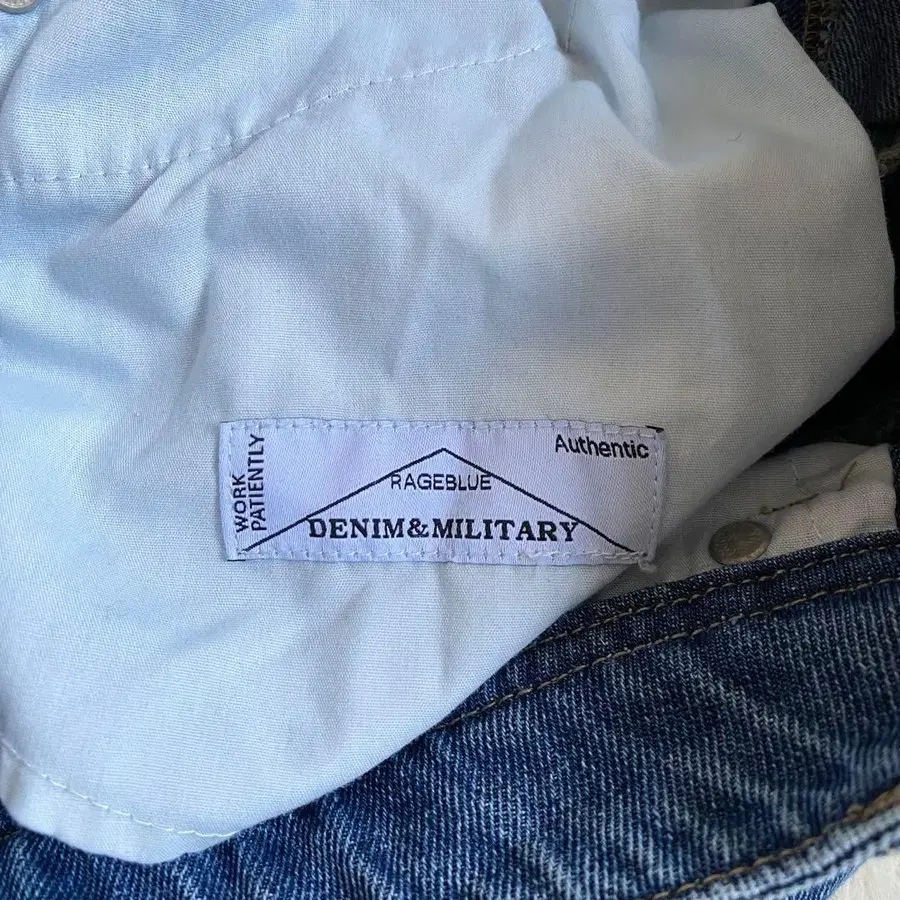 WORK
PATIENTLY
Authentic
RAGEBLUE
DENIM&MILITARY